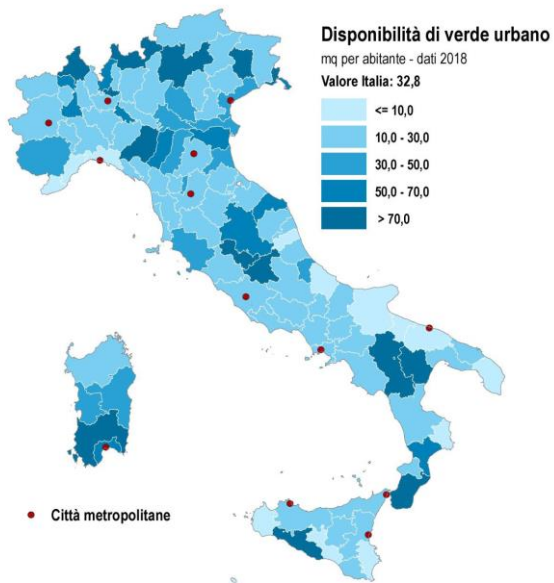 Disponibilità di verde urbano
mq per abitante - dati 2018
Valore Italia: 32,8
<= 10,0
10,0 - 30,0
30,0 - 50,0
50,0 - 70,0
> 70,0
Città metropolitane